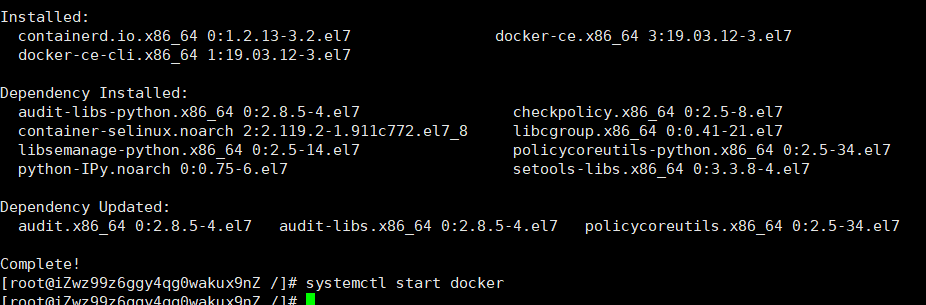 Installed:
containerd.io.x86_64 0:1.2.13-3.2.el7 docker-ce.x86_64 3:19.03.12-3.el7
docker-ce-cli.x86_64 1:19.03.12-3.el7
Dependency Installed:
audit-libs-python.x86_64 0:2.8.5-4.el7 checkpolicy.x86_64 0:2.5-8.el7
container-selinux.noarch 2:2.119.2-1.911c772.el7_8 libcgroup.x86_64 0:0.41-21.el7
libsemanage-python.x86_64 0:2.5-14.el7 policycoreutils-python.x86_64 0:2.5-34.el7
python-IPy.noarch 0:0.75-6.el7 setools-libs.x86_64 0:3.3.8-4.el7
Dependency Updated:
audit.x86_64 0:2.8.5-4.el7 audit-libs.x86_64 0:2.8.5-4.el7 policycoreutils.x86_64 0:2.5-34.el7
Complete!
[root@iZwz99z6ggy4qg0wakux9nZ /]# systemctl start docker
[root@iZwz99z6ggy4qg0wakux9nZ /]#